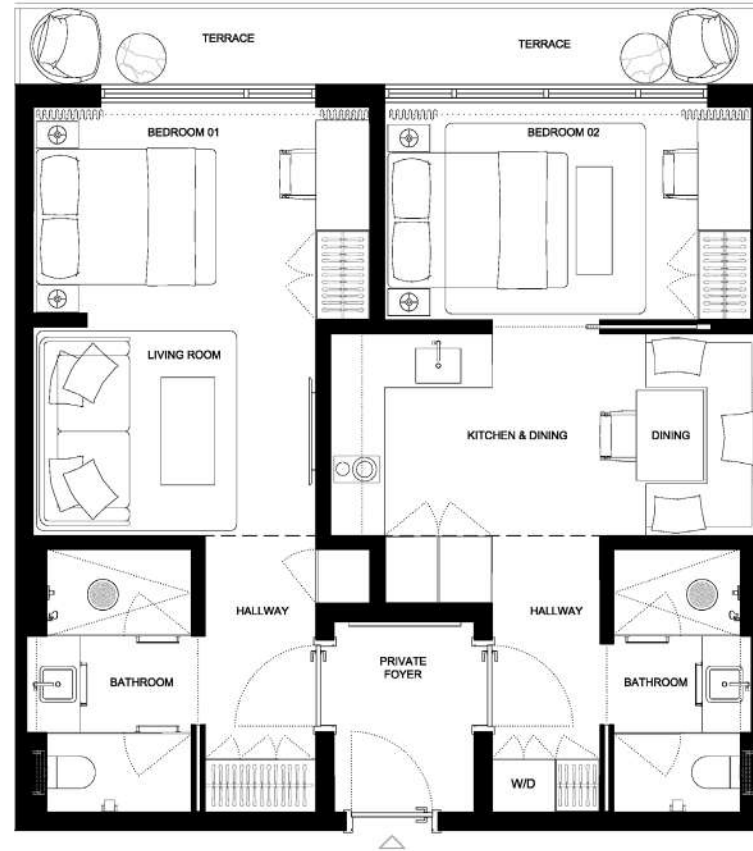 TERRACE
TERRACE
BEDROOM 01
BEDROOM 02
LIVING ROOM
KITCHEN & DINING
DINING
HALLWAY
HALLWAY
PRIVATE
FOYER
BATHROOM
BATHROOM
W/D